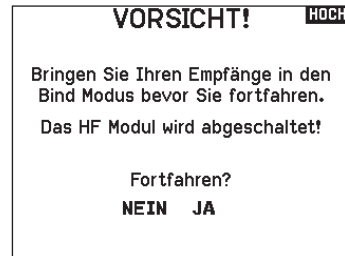 VORSICHT!
HOCH
Bringen Sie Ihren Empfänge in den
Bind Modus bevor Sie fortfahren.
Das HF Modul wird abgeschaltet!
Fortfahren?
NEIN JA